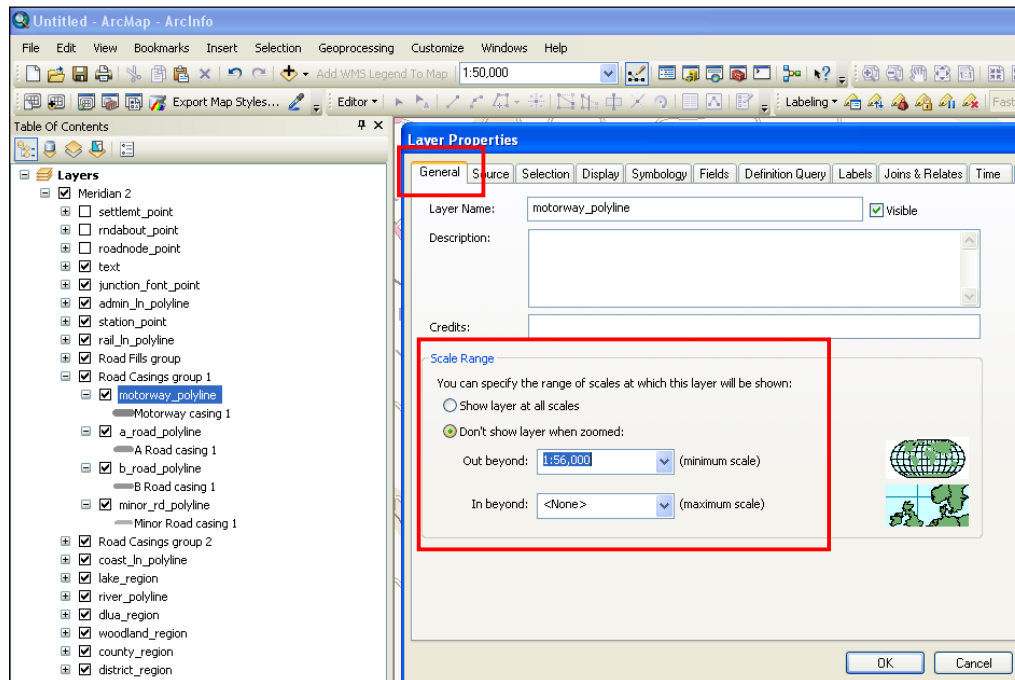 Untitled - ArcMap - ArcInfo
File Edit View Bookmarks Insert Selection Geoprocessing Customize Windows Help
Add WMS Legend To Map 1:50,000
Export Map Styles... Editor Labeling Fast
Table Of Contents
Layers
Meridian 2
settlemt_point
rndabout_point
roadnode_point
text
junction_font_point
admin_ln_polyline
station_point
rail_ln_polyline
Road Fills group
Road Casings group 1
motorway_polyline
Motorway casing 1
a_road_polyline
A Road casing 1
b_road_polyline
B Road casing 1
minor_rd_polyline
Minor Road casing 1
Road Casings group 2
coast_ln_polyline
lake_region
river_polyline
dlua_region
woodland_region
county_region
district_region
Layer Properties
General Source Selection Display Symbology Fields Definition Query Labels Joins & Relates Time
Layer Name: motorway_polyline Visible
Description:
Credits:
Scale Range
You can specify the range of scales at which this layer will be shown:
Show layer at all scales
Don't show layer when zoomed:
Out beyond: 1:56,000 (minimum scale)
In beyond: <None> (maximum scale)
OK Cancel